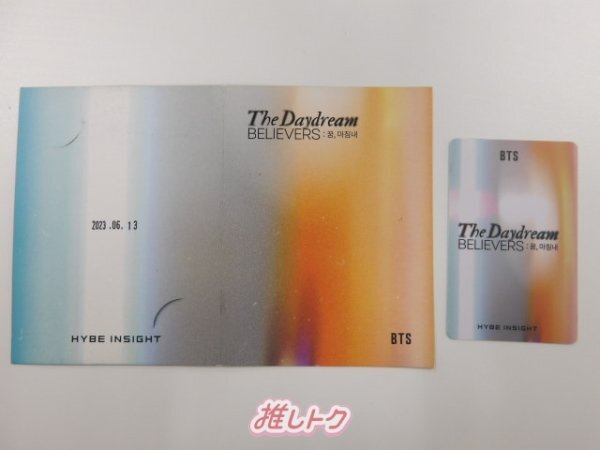 The Daydream
BELIEVERS : 꿈, 마침내
2023.06.13
HYBE INSIGHT
BTS
BTS
The Daydream
BELIEVERS : 꿈, 마침내
HYBE INSIGHT
推しトク